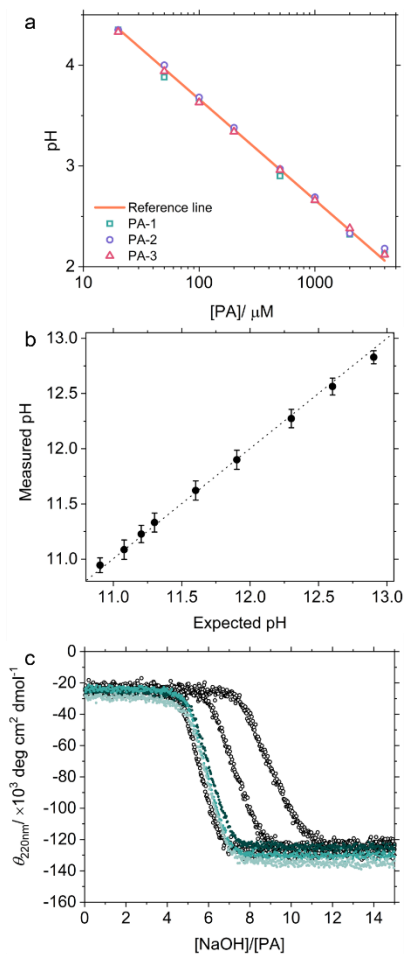 a
4
3
2
pH
Reference line
PA-1
PA-2
PA-3
10
100
1000
[PA]/ μM
b
13.0
12.5
12.0
11.5
11.0
Measured pH
11.0
11.5
12.0
12.5
13.0
Expected pH
c
0
-20
-40
-60
-80
-100
-120
-140
-160
θ220nm/ ×10³ deg cm² dmol⁻¹
0
2
4
6
8
10
12
14
[NaOH]/[PA]